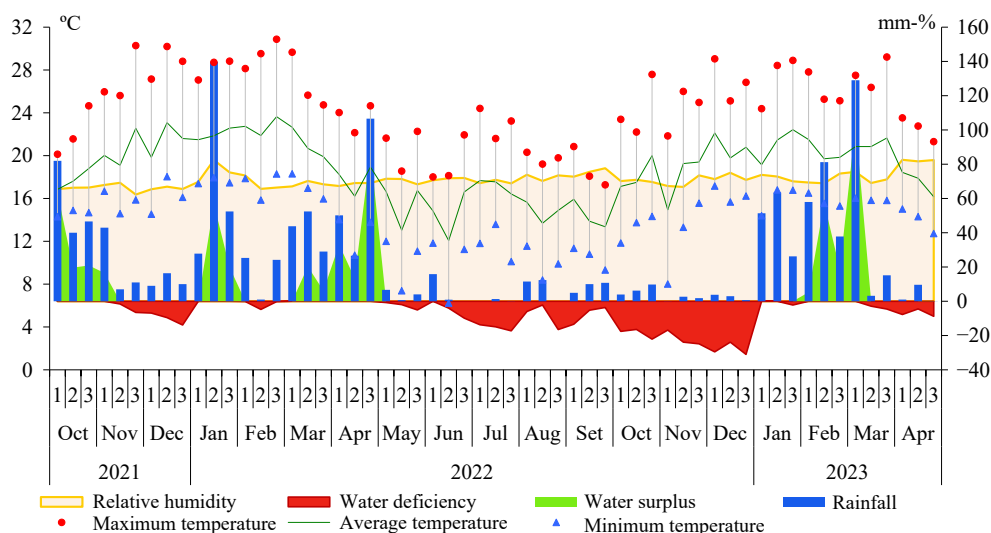 ºC mm-%
32 160
28 140
120
24 100
20 80
60
16 40
12 20
8 0
4 −20
0 −40
1 2 3 1 2 3 1 2 3 1 2 3 1 2 3 1 2 3 1 2 3 1 2 3 1 2 3 1 2 3 1 2 3 1 2 3 1 2 3 1 2 3 1 2 3 1 2 3 1 2 3 1 2 3 1 2 3
Oct Nov Dec Jan Feb Mar Apr May Jun Jul Aug Set Oct Nov Dec Jan Feb Mar Apr
2021 2022 2023
Relative humidity Water deficiency Water surplus Rainfall
Maximum temperature Average temperature Minimum temperature